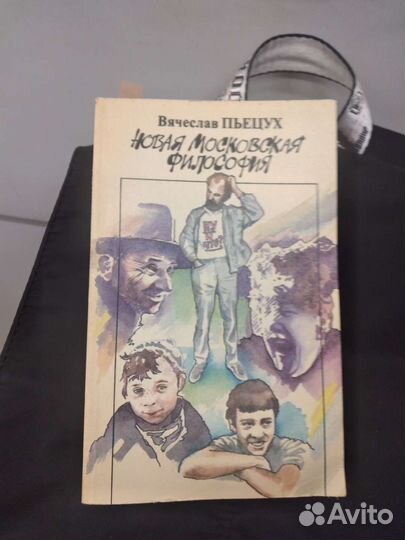 Вячеслав ПЬЕЦУХ
НОВАЯ МОСКОВСКАЯ
ФИЛОСОФИЯ
Avito